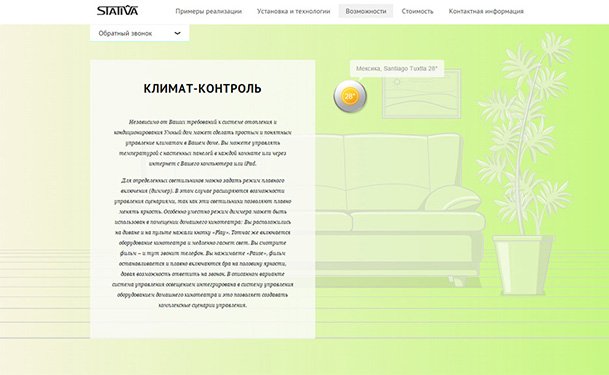 STATIVA
Примеры реализации Установка и технологии Возможности Стоимость Контактная информация
Обратный звонок
Мексика, Santiago Tuxtla 28°
28°
КЛИМАТ-КОНТРОЛЬ
Независимо от Ваших требований к системе отопления и
кондиционирования Умный дом может сделать простым и понятным
управление климатом в Вашем доме. Вы можете управлять
температурой с настенных панелей в каждой комнате или через
интернет с Вашего компьютера или iPad.
Для определенных светильников можно задать режим плавного
включения (диммер). В этом случае расширяются возможности
управления сценариями, так как эти светильники позволяют плавно
менять яркость. Особенно уместно режим диммера может быть
использован в помещении домашнего кинотеатра: Вы расположились
на диване и на пульте нажали кнопку «Play». Тотчас же включается
оборудование кинотеатра и медленно гаснет свет. Вы смотрите
фильм – и тут звонит телефон. Вы нажимаете «Pause», фильм
останавливается и плавно включаются бра на половину яркости,
давая возможность ответить на звонок. В описанном варианте
система управления освещением интегрирована в систему управления
оборудованием домашнего кинотеатра и это позволяет создавать
комплексные сценарии управления.